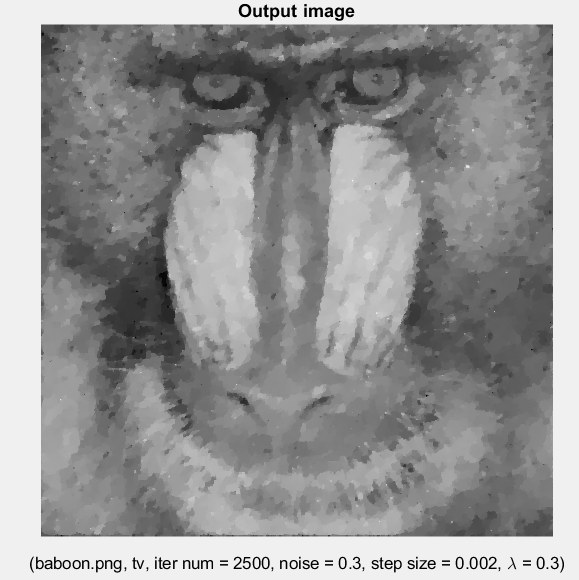 Output image
(baboon.png, tv, iter num = 2500, noise = 0.3, step size = 0.002, λ = 0.3)